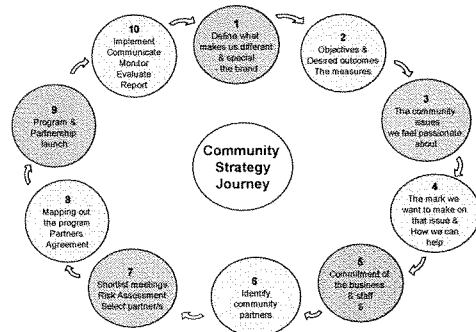 Community
Strategy
Journey
1
Define what
makes us different
& special
- the brand
2
Objectives &
Desired outcomes
The measures
3
The community
issues
we feel passionate
about
4
The mark we
want to make on
that issue &
How we can
help
5
Commitment of
the business
& staff
6
Identify
community
partners
7
Shortlist meetings
Risk Assessment
Select partner/s
8
Mapping out
the program
Partners
Agreement
9
Program &
Partnership
launch
10
Implement
Communicate
Monitor
Evaluate
Report